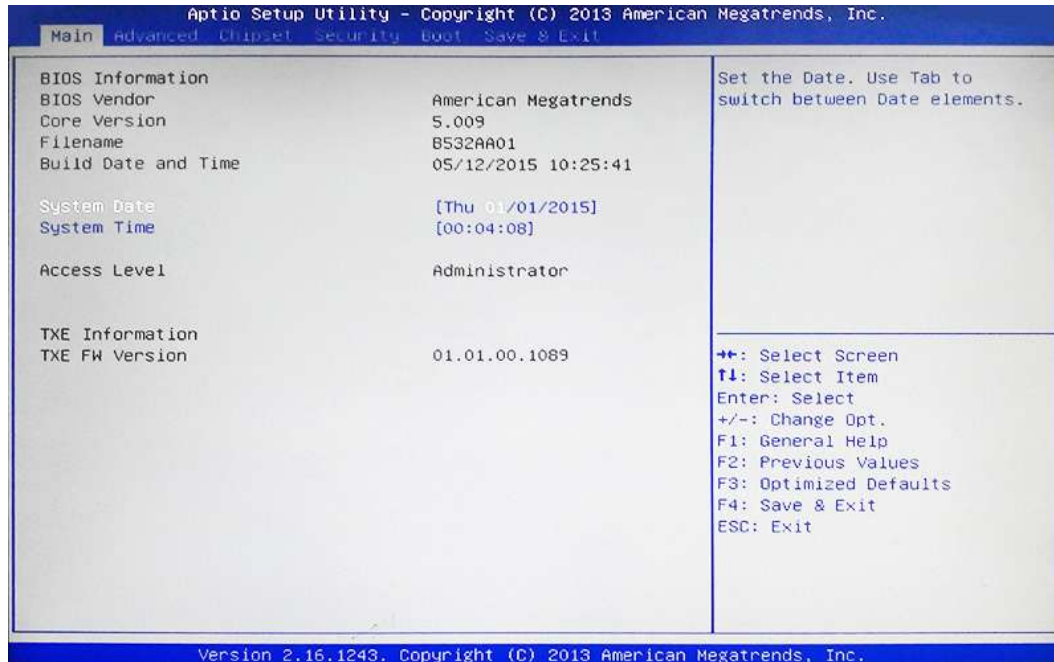 Aptio Setup Utility - Copyright (C) 2013 American Megatrends, Inc.
Main Advanced Chipset Security Boot Save & Exit
BIOS Information
BIOS Vendor American Megatrends
Core Version 5.009
Filename B532AA01
Build Date and Time 05/12/2015 10:25:41
System Date [Thu 01/01/2015]
System Time [00:04:08]
Access Level Administrator
TXE Information
TXE FW Version 01.01.00.1089
Set the Date. Use Tab to
switch between Date elements.
→←: Select Screen
↑↓: Select Item
Enter: Select
+/-: Change Opt.
F1: General Help
F2: Previous Values
F3: Optimized Defaults
F4: Save & Exit
ESC: Exit
Version 2.16.1243. Copyright (C) 2013 American Megatrends, Inc.